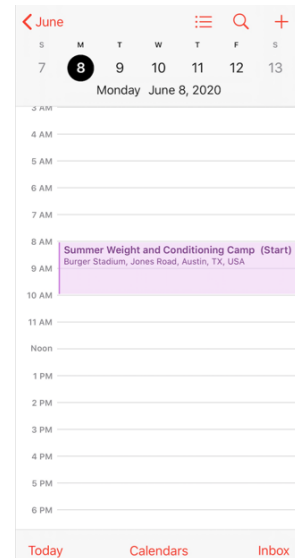 June
S M T W T F S
7 8 9 10 11 12 13
Monday June 8, 2020
3 AM
4 AM
5 AM
6 AM
7 AM
8 AM
Summer Weight and Conditioning Camp (Start)
Burger Stadium, Jones Road, Austin, TX, USA
9 AM
10 AM
11 AM
Noon
1 PM
2 PM
3 PM
4 PM
5 PM
6 PM
Today Calendars Inbox